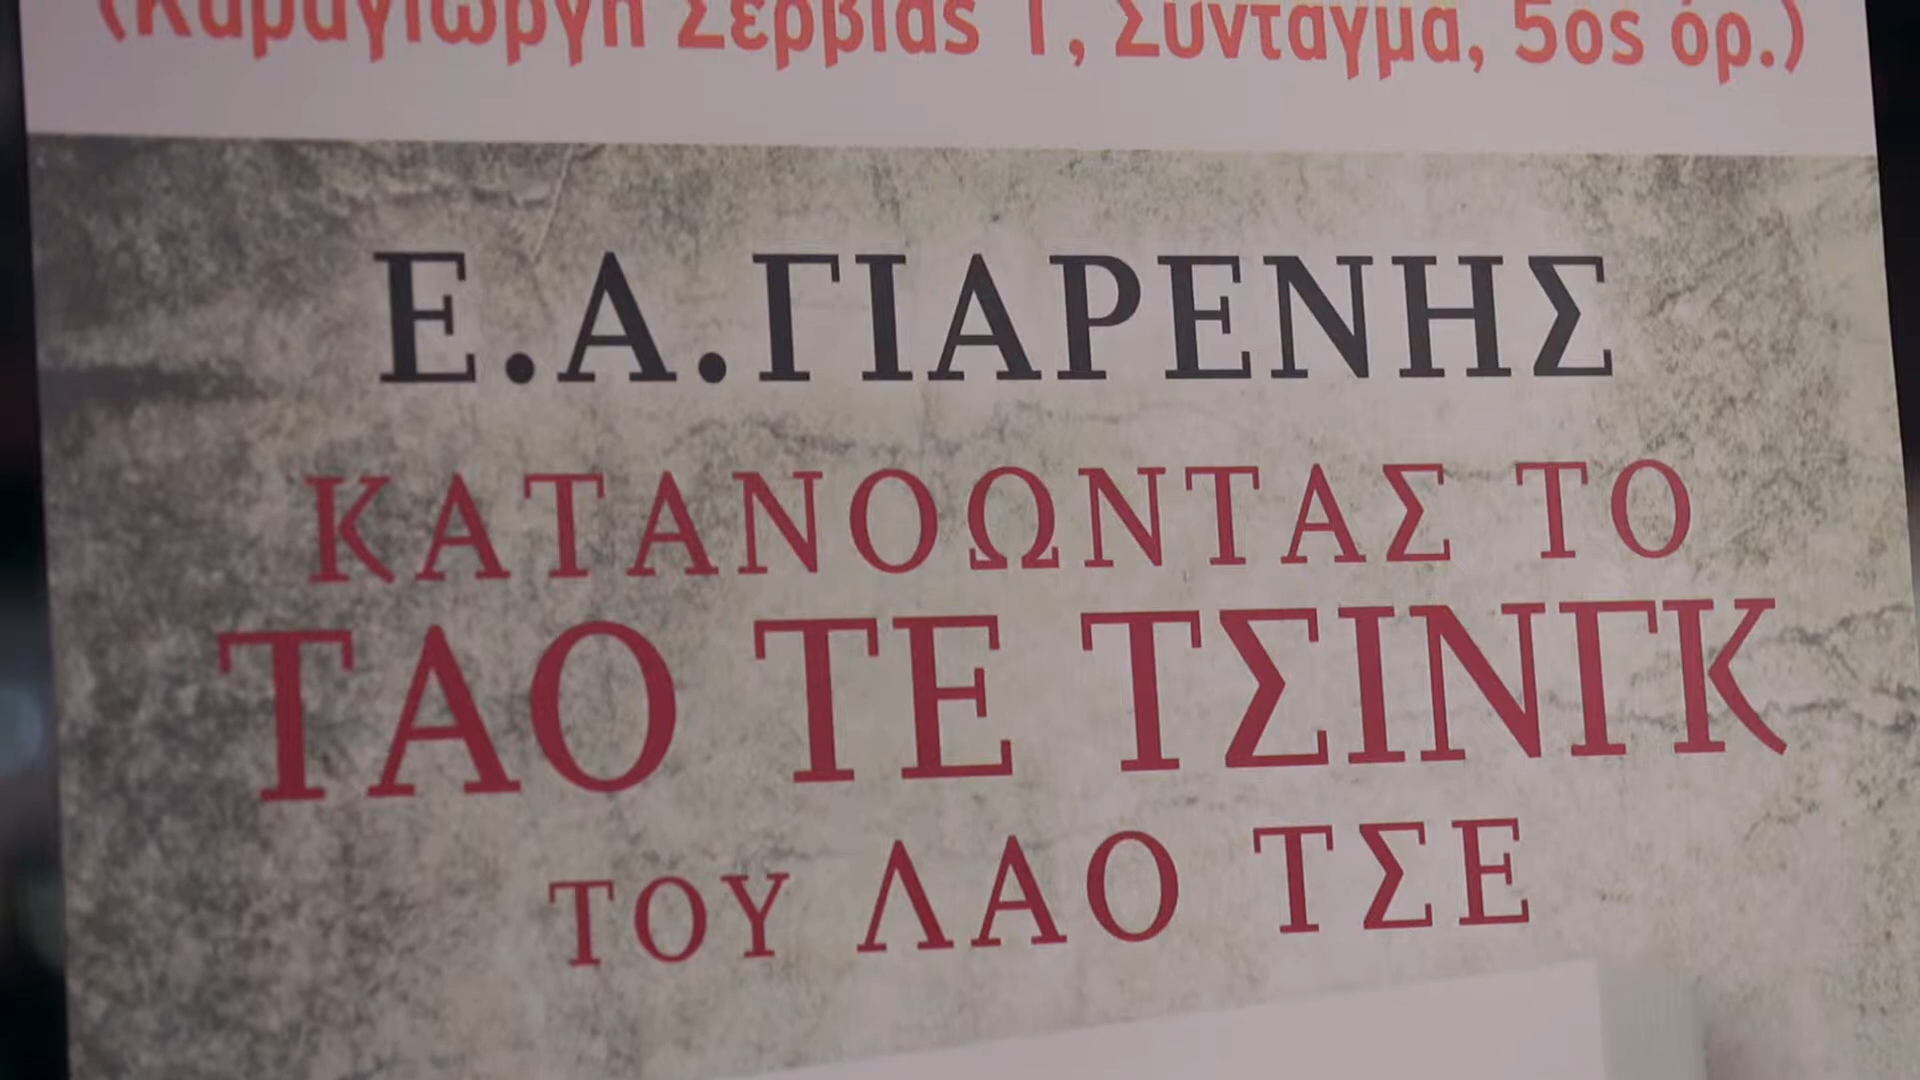 (Καραγιώργη Σερβίας 1, Σύνταγμα, 5ος όρ.)
Ε.Α.ΓΙΑΡΕΝΗΣ
ΚΑΤΑΝΟΩΝΤΑΣ ΤΟ
ΤΑΟ ΤΕ ΤΣΙΝΓΚ
ΤΟΥ ΛΑΟ ΤΣΕ